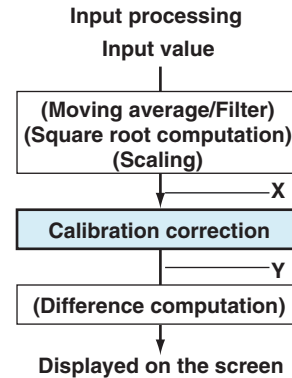 Input processing
Input value
(Moving average/Filter)
(Square root computation)
(Scaling)
X
Calibration correction
Y
(Difference computation)
Displayed on the screen